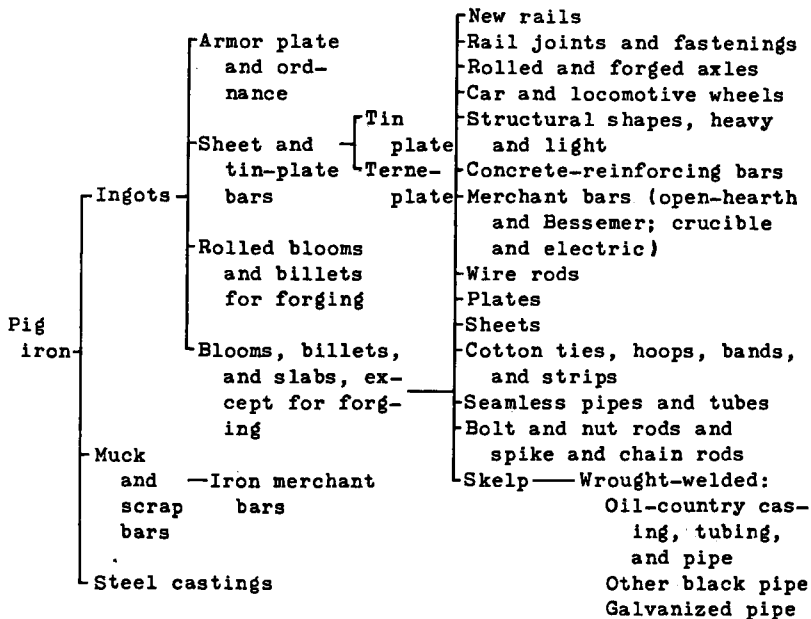 Pig
iron
Ingots
Armor plate
and ord-
nance
Sheet and
tin-plate
bars
Tin
plate
Terne-
plate
Rolled blooms
and billets
for forging
Blooms, billets,
and slabs, ex-
cept for forg-
ing
New rails
Rail joints and fastenings
Rolled and forged axles
Car and locomotive wheels
Structural shapes, heavy
and light
Concrete-reinforcing bars
Merchant bars (open-hearth
and Bessemer; crucible
and electric)
Wire rods
Plates
Sheets
Cotton ties, hoops, bands,
and strips
Seamless pipes and tubes
Bolt and nut rods and
spike and chain rods
Skelp
Wrought-welded:
Oil-country cas-
ing, tubing,
and pipe
Other black pipe
Galvanized pipe
Muck
and
scrap
bars
Iron merchant
bars
Steel castings